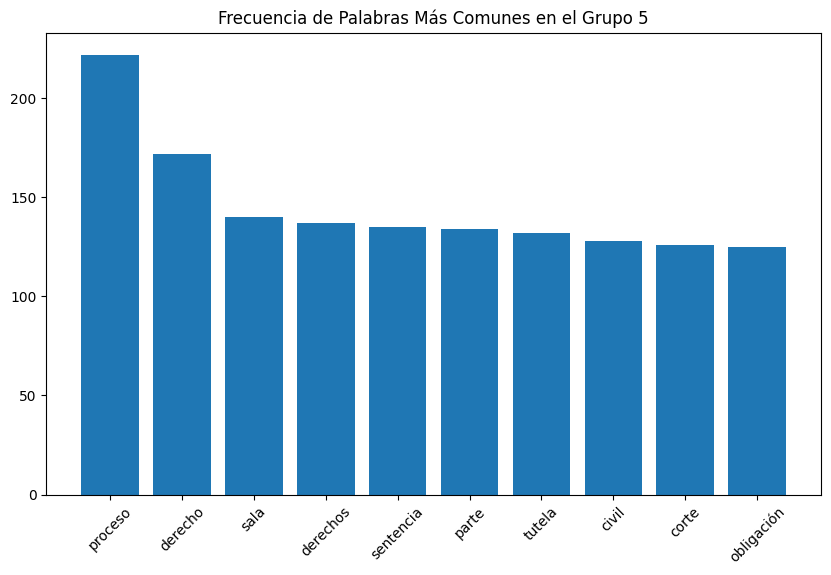 Frecuencia de Palabras Más Comunes en el Grupo 5
200
150
100
50
0
proceso
derecho
sala
derechos
sentencia
parte
tutela
civil
corte
obligación